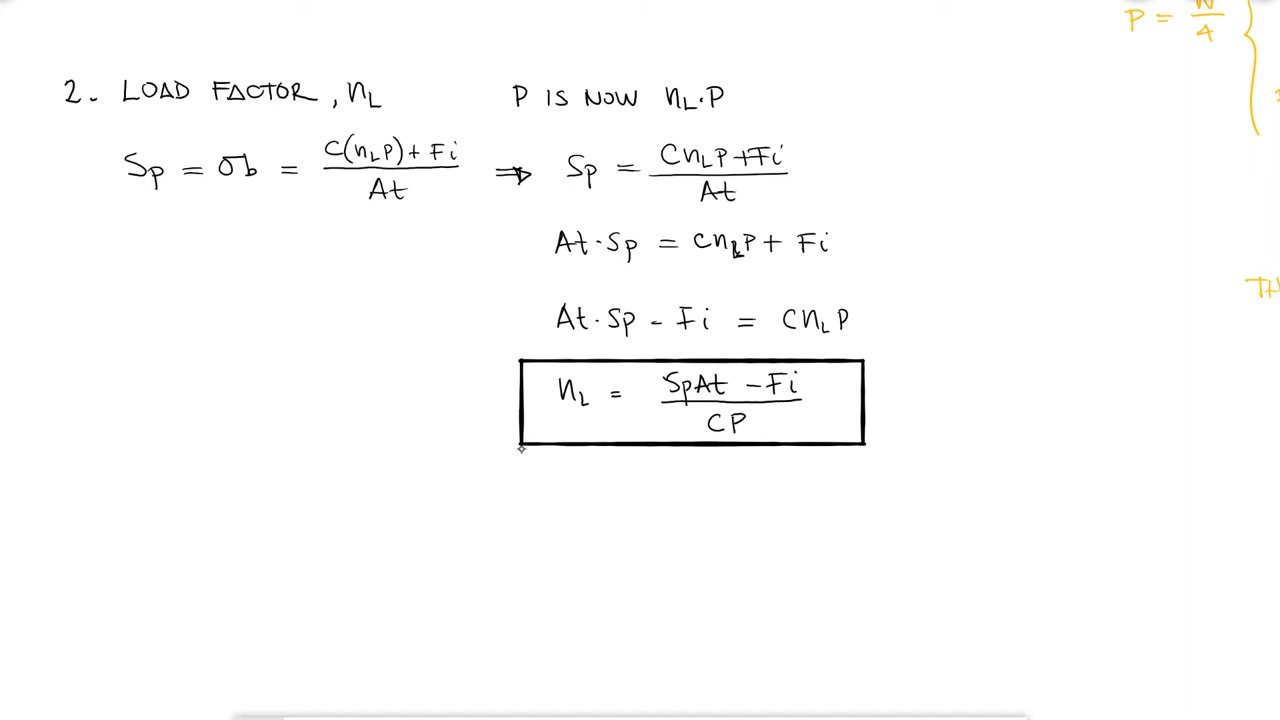 P = W/4
2. LOAD FACTOR, nL P IS NOW nL·P
Sp = σb = C(nLP) + Fi / At ⇒ Sp = CnLP + Fi / At
At·Sp = CnLP + Fi
At·Sp - Fi = CnLP
nL = SpAt - Fi / CP